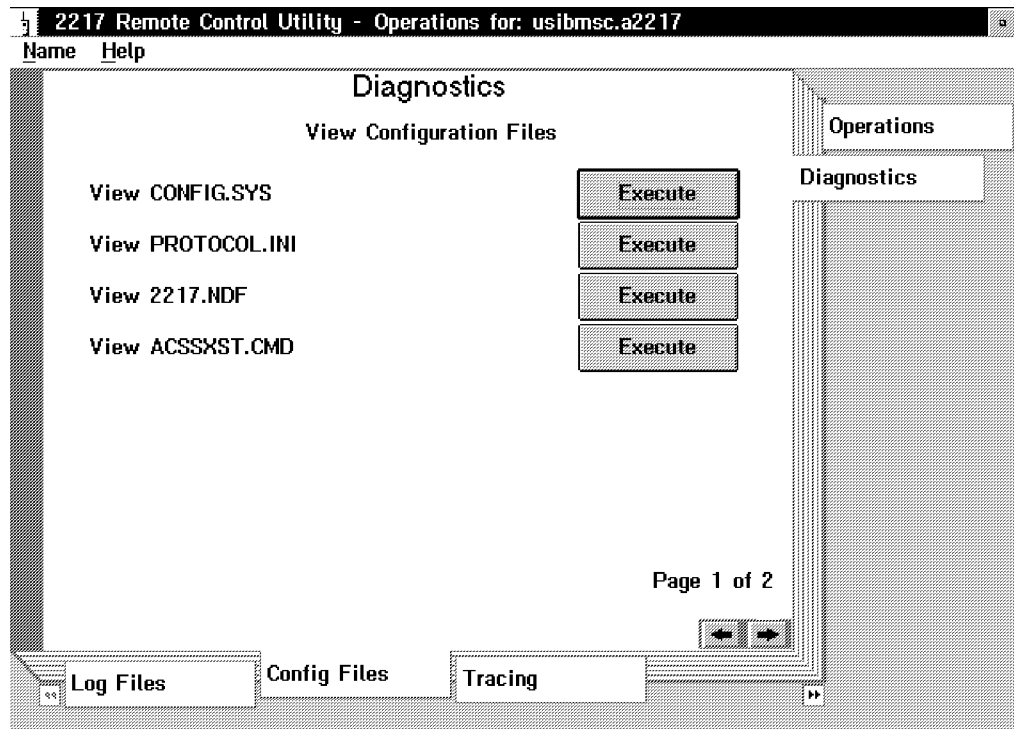 2217 Remote Control Utility - Operations for: usibmsc.a2217
Name Help
Diagnostics
View Configuration Files
Operations
Diagnostics
View CONFIG.SYS Execute
View PROTOCOL.INI Execute
View 2217.NDF Execute
View ACSSXST.CMD Execute
Page 1 of 2
Log Files Config Files Tracing